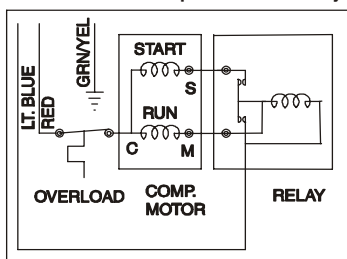 LT. BLUE
RED
GRN/YEL
START
S
RUN
C
M
OVERLOAD
COMP.
MOTOR
RELAY